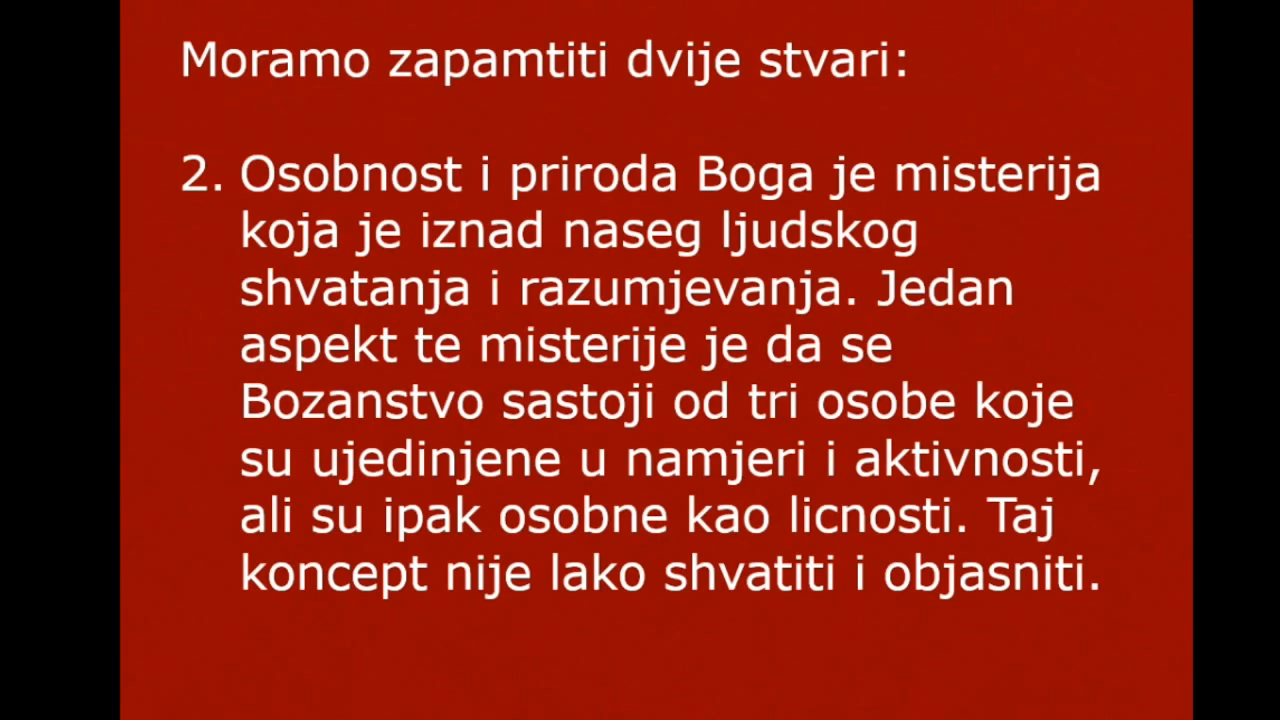 Moramo zapamtiti dvije stvari:
2. Osobnost i priroda Boga je misterija
koja je iznad naseg ljudskog
shvatanja i razumjevanja. Jedan
aspekt te misterije je da se
Bozanstvo sastoji od tri osobe koje
su ujedinjene u namjeri i aktivnosti,
ali su ipak osobne kao licnosti. Taj
koncept nije lako shvatiti i objasniti.